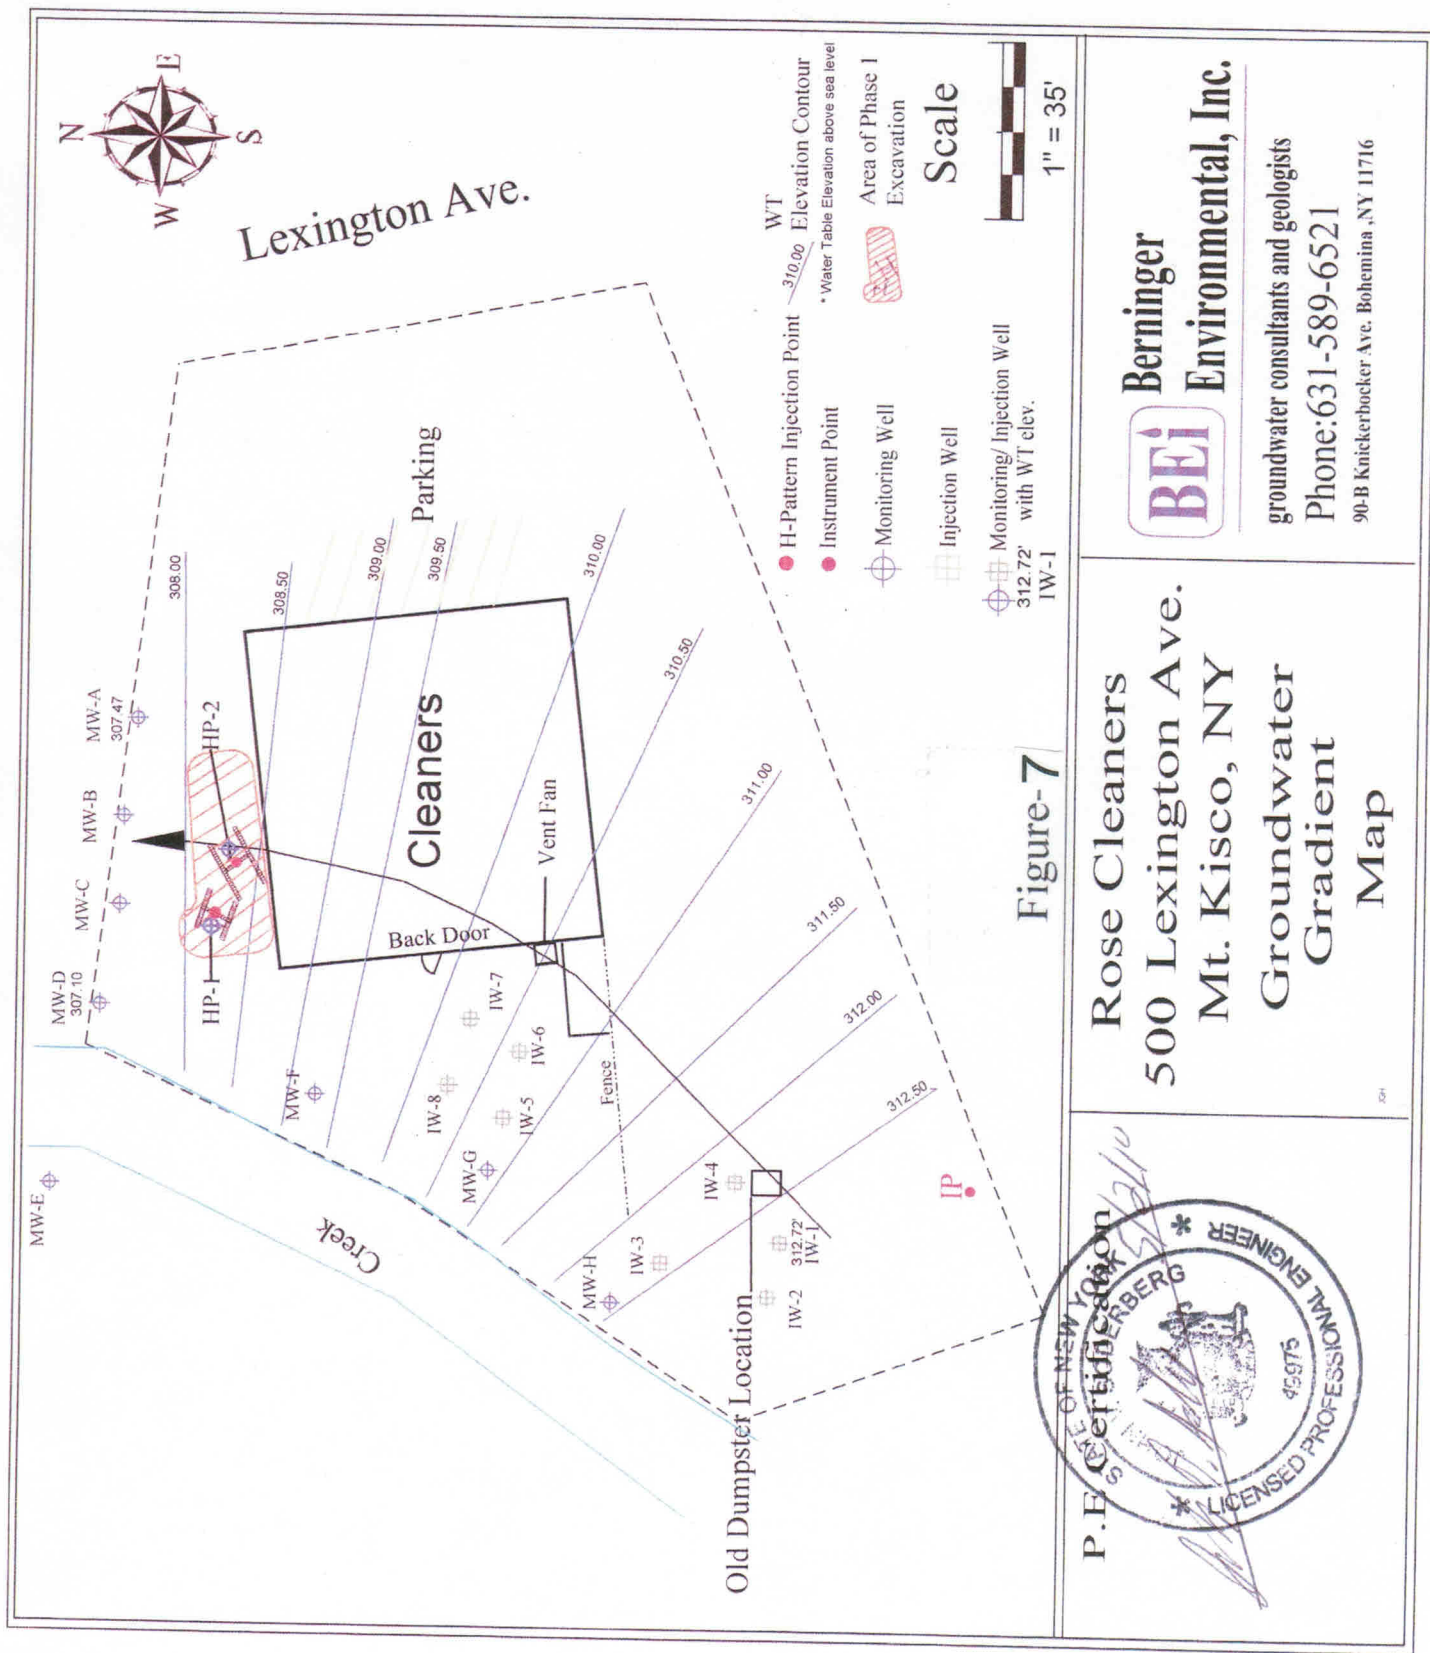 N
E
S
W
Lexington Ave.
MW-E
MW-D
307.10
MW-C
MW-B
MW-A
307.47
HP-1
HP-2
308.00
308.50
309.00
309.50
310.00
310.50
311.00
311.50
312.00
312.50
Parking
Cleaners
Back Door
Vent Fan
Fence
Creek
MW-F
MW-G
MW-H
IW-8
IW-7
IW-6
IW-5
IW-4
IW-3
IW-2
312.72'
IW-1
Old Dumpster Location
IP
H-Pattern Injection Point
Instrument Point
Monitoring Well
Injection Well
Monitoring/ Injection Well
with WT elev.
312.72'
IW-1
310.00
WT
Elevation Contour
* Water Table Elevation above sea level
Area of Phase 1
Excavation
Scale
1" = 35'
Figure-7
P.E. Certification
STATE OF NEW YORK
LICENSED PROFESSIONAL ENGINEER
49975
Rose Cleaners
500 Lexington Ave.
Mt. Kisco, NY
Groundwater
Gradient
Map
BEi
Berninger
Environmental, Inc.
groundwater consultants and geologists
Phone:631-589-6521
90-B Knickerbocker Ave. Bohemina ,NY 11716